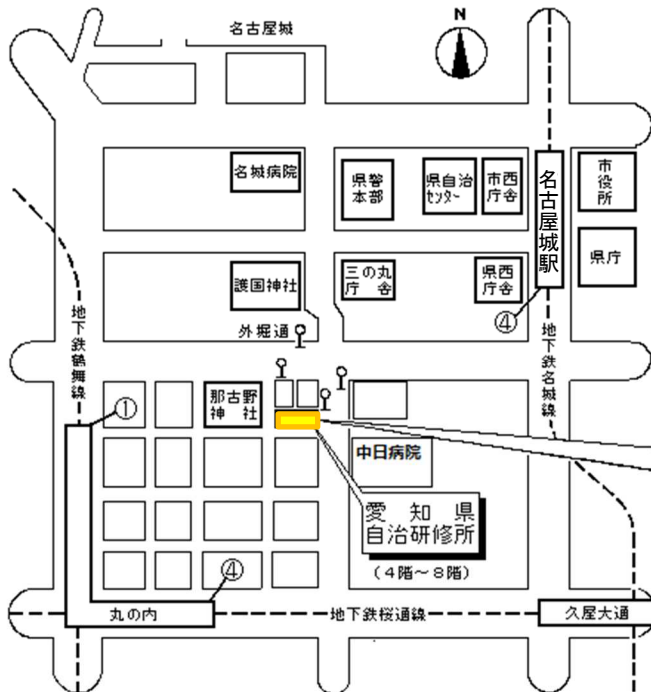 名古屋城
N
名城病院
県警
本部
県自治
センター
市西
庁舎
名古屋城駅
市役所
護国神社
三の丸
庁舎
県西
庁舎
県庁
④
外堀通
地下鉄鶴舞線
地下鉄名城線
那古野
神社
①
中日病院
愛知県
自治研修所
(4階～8階)
④
丸の内
地下鉄桜通線
久屋大通